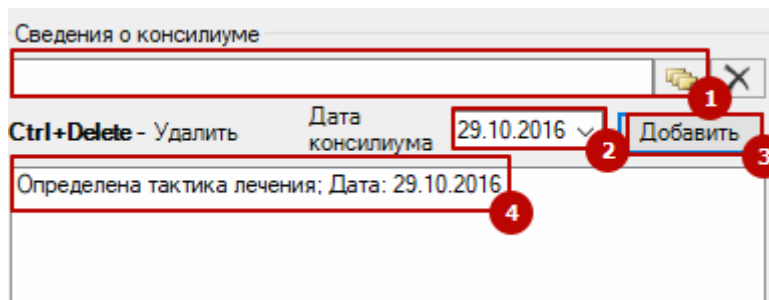 Сведения о консилиуме
1
Ctrl+Delete - Удалить
Дата консилиума
29.10.2016
2
Добавить
3
Определена тактика лечения; Дата: 29.10.2016
4